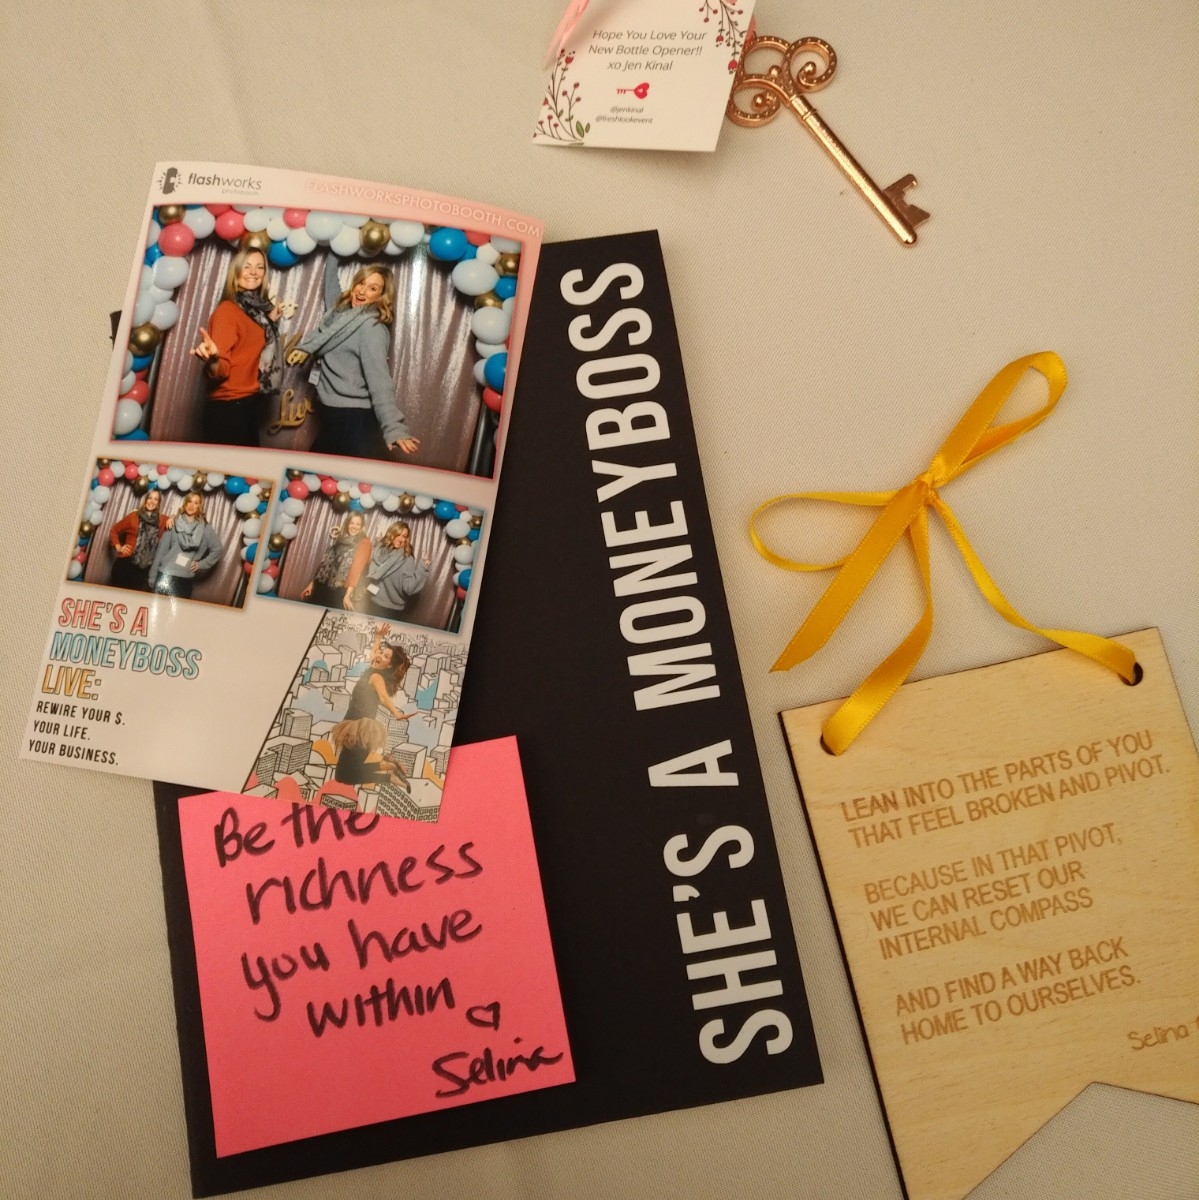 Hope You Love Your
New Bottle Opener!!
xo Jen Kinal
@jenkinal
@freshlookevent
flashworks
photobooth
FLASHWORKSPHOTOBOOTH.COM
SHE'S A
MONEYBOSS
LIVE:
REWIRE YOUR $.
YOUR LIFE.
YOUR BUSINESS.
SHE'S A MONEYBOSS
Be the
richness
you have
within
Selina
LEAN INTO THE PARTS OF YOU
THAT FEEL BROKEN AND PIVOT.
BECAUSE IN THAT PIVOT,
WE CAN RESET OUR
INTERNAL COMPASS
AND FIND A WAY BACK
HOME TO OURSELVES.
Selina